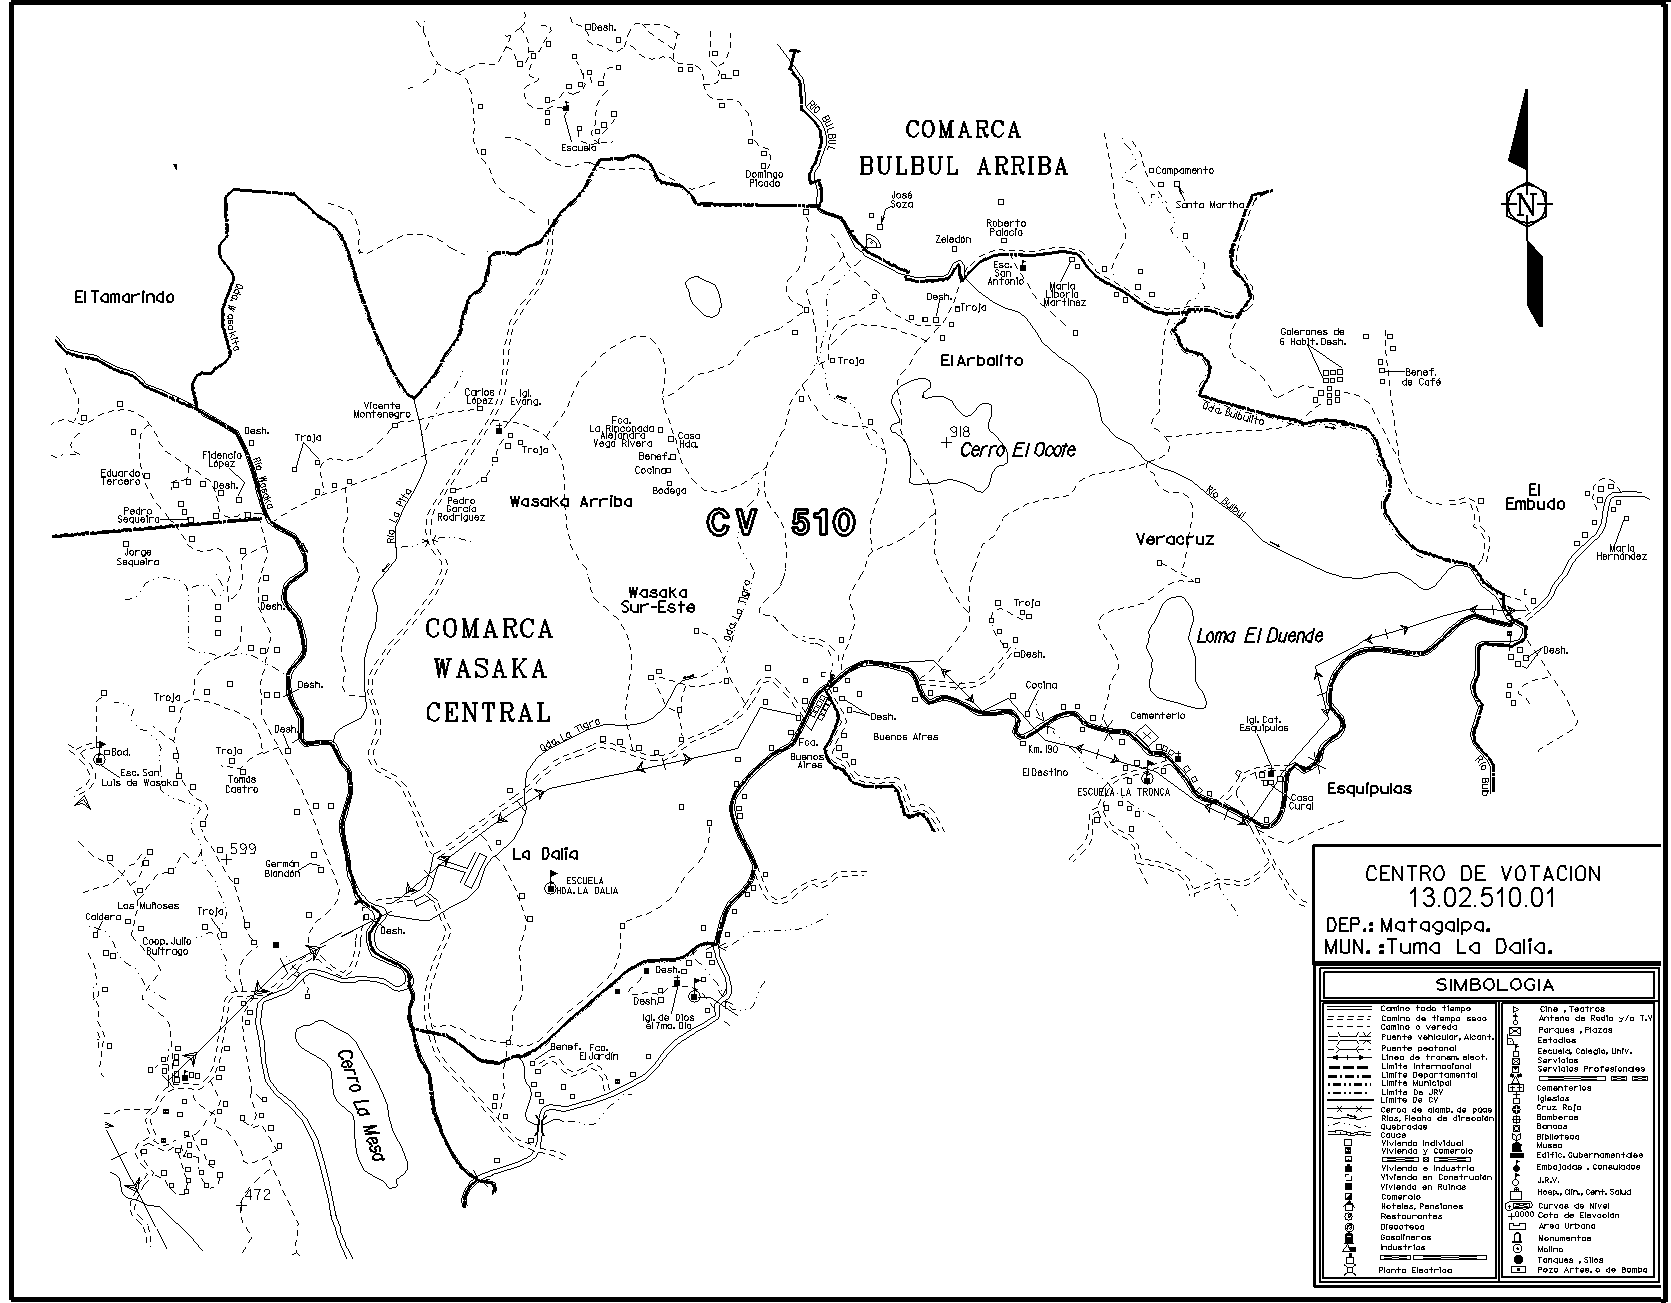 Desh.
RIO BULBUL
COMARCA
BULBUL ARRIBA
Escuela
Domingo
Picado
Campamento
Santa Martha
José
Soza
Roberto
Palacio
Zeledón
N
Esc.
San
Antonio
María
Liboria
Martínez
El Tamarindo
Qda. Wasakita
Desh.
Troja
Galerones de
6 Habit. Desh.
El Arbolito
Troja
Benef.
de Café
Carlos
López
Igl.
Evang.
Vicente
Montenegro
Qda. Bulbulito
Fca.
La Rinconada
Alejandra
Vega Rivera
Casa
Hda.
Benef.
Cocina
Bodega
918
Cerro El Ocote
Desh.
Troja
Troja
Fidencio
López
Río Wasaka
Eduardo
Tercero
Desh.
Pedro
García
Rodríguez
Wasaka Arriba
Río La Pita
CV 510
Río Bulbul
El
Embudo
Pedro
Sequeira
Jorge
Sequeira
Veracruz
María
Hernández
Wasaka
Sur-Este
Qda. La Tigra
Desh.
Troja
COMARCA
WASAKA
CENTRAL
Loma El Duende
Desh.
Desh.
Desh.
Cocina
Troja
Desh.
Desh.
Cementerio
Igl. Cat.
Esquipulas
Qda. La Tigra
Fca.
Buenos
Aires
Buenos Aires
Km. 190
Bod.
Troja
Esc. San
Luis de Wasaka
Tomás
Castro
El Destino
ESCUELA LA TRONCA
Casa
Cural
Esquipulas
Río Bulb
599
Germán
Blandón
La Dalia
ESCUELA
HDA. LA DALIA
Los Muñoses
Caldera
Troja
Coop. Julio
Buitrago
Desh.
Desh.
Desh.
Igl. de Dios
el 7mo. Día
Benef. Fca.
El Jardín
Cerro La Mesa
472
CENTRO DE VOTACION
13.02.510.01
DEP.: Matagalpa.
MUN. :Tuma La Dalia.
SIMBOLOGIA
Camino todo tiempo
Camino de tiempo seco
Camino o vereda
Puente vehicular, Alcant.
Puente peatonal
Linea de transm. elect.
Limite Internacional
Limite Departamental
Limite Municipal
Limite De JRV
Limite De CV
Cerca de alamb. de puas
Rios, Flecha de dirección
Quebradas
Cauce
Vivienda Individual
Vivienda y Comercio
Vivienda e Industria
Vivienda en Construción
Vivienda en Ruinas
Comercio
Hoteles, Pensiones
Restaurantes
Discoteca
Gasolineras
Industrias
Planta Electrica
Cine , Teatros
Antena de Radio y/o T.V
Parques , Plazas
Estadios
Escuela, Colegio, Univ.
Servicios
Servicios Profesionales
Cementerios
Iglesias
Cruz Roja
Bomberos
Bancos
Biblioteca
Museo
Edific. Gubernamentales
Embajadas , Consulados
J.R.V.
Hosp., Clin., Cent. Salud
Curvas de Nivel
Cota de Elevación
Area Urbana
Monumentos
Molino
Tanques , Silos
Pozo Artes. o de Bomba